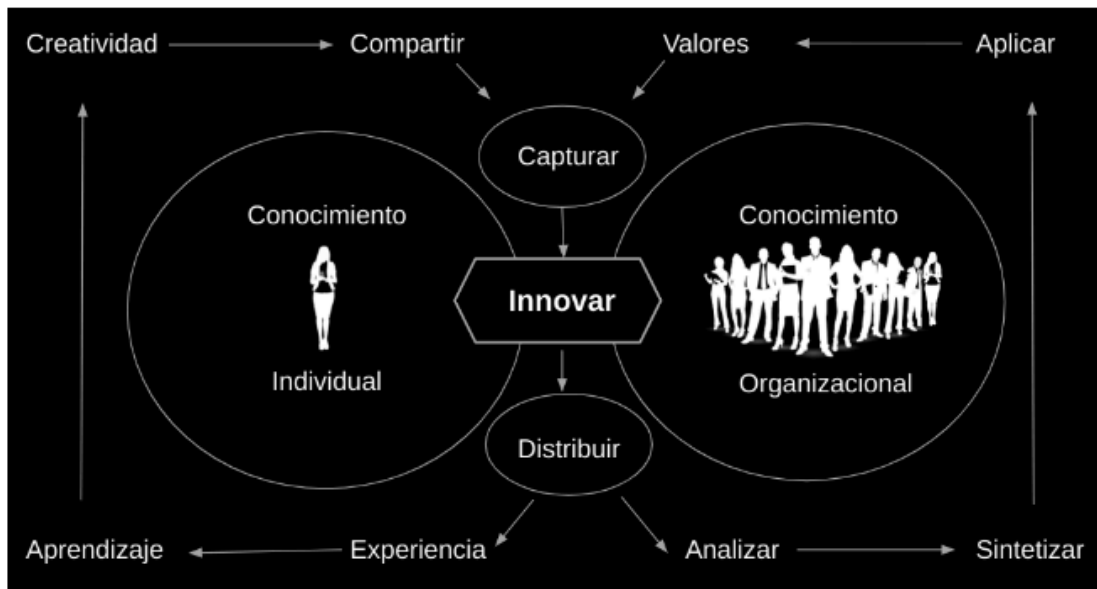 Creatividad
Compartir
Valores
Aplicar
Capturar
Conocimiento
Individual
Innovar
Conocimiento
Organizacional
Distribuir
Aprendizaje
Experiencia
Analizar
Sintetizar